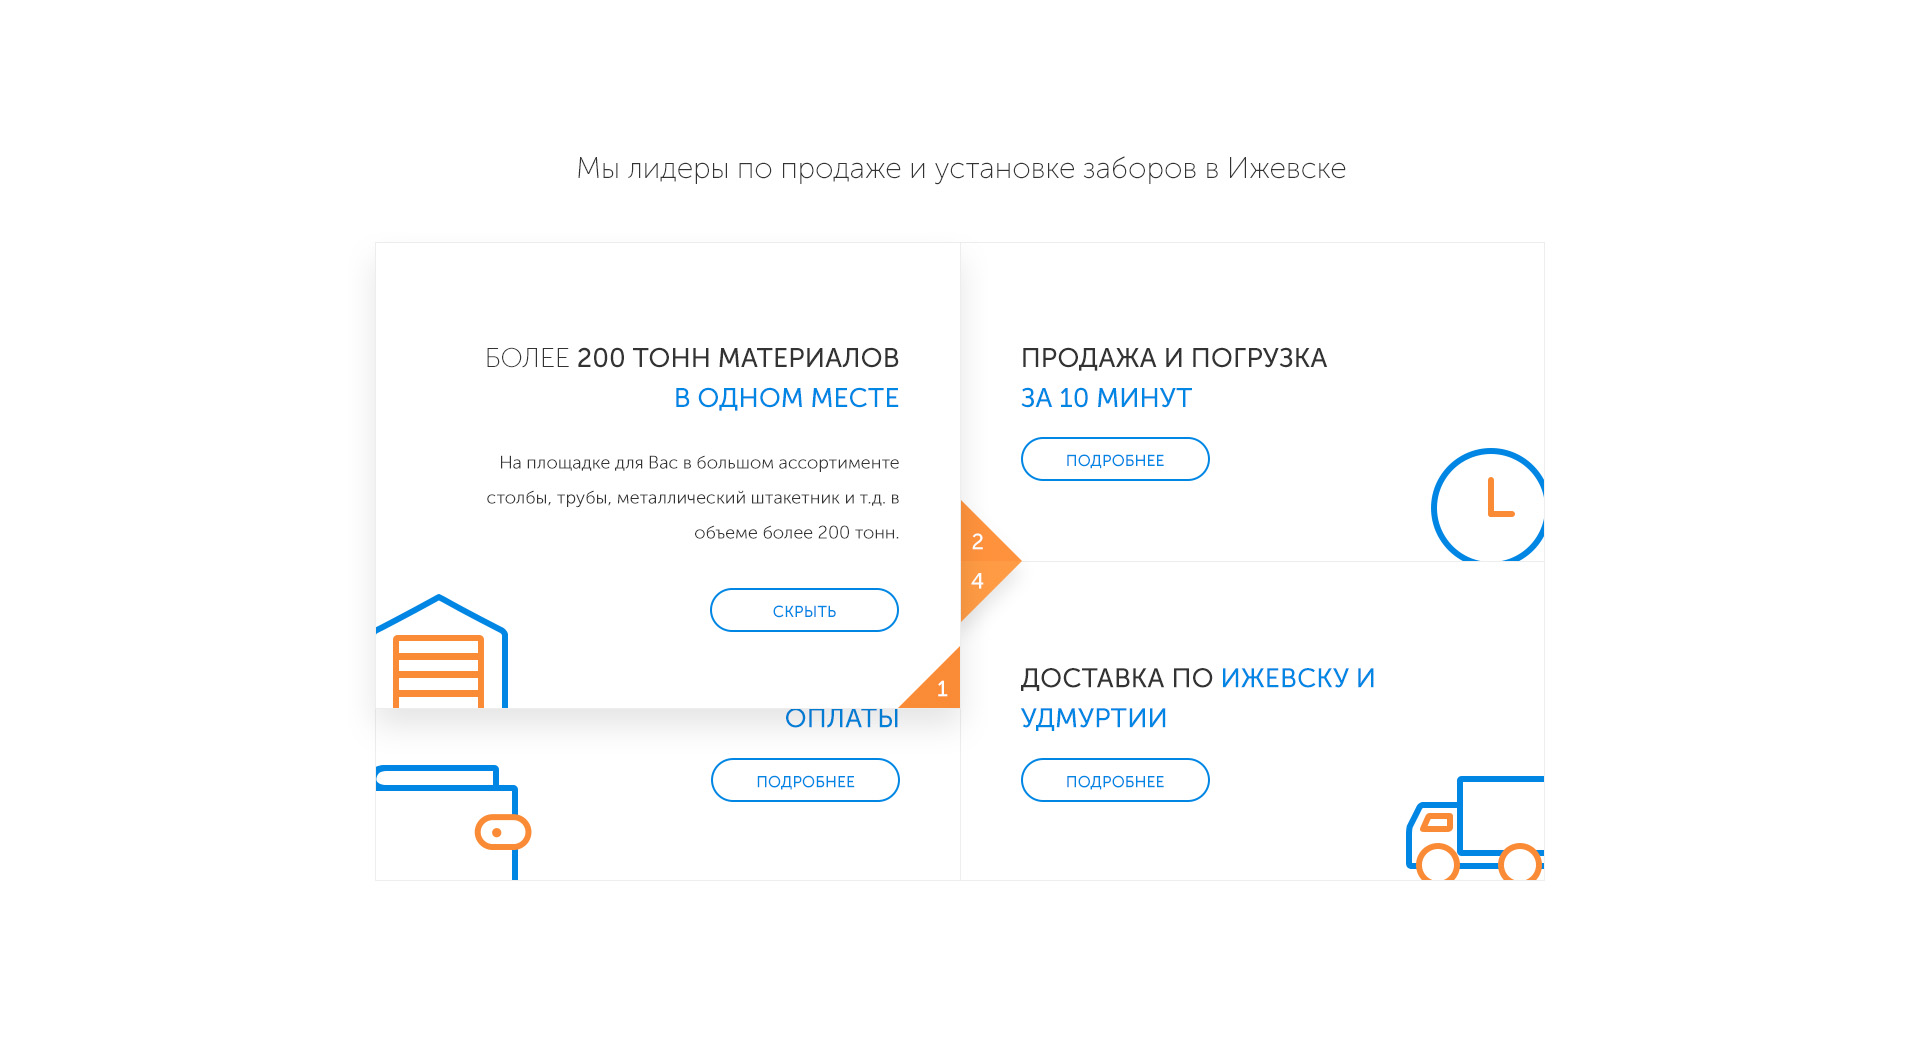 Мы лидеры по продаже и установке заборов в Ижевске
БОЛЕЕ 200 ТОНН МАТЕРИАЛОВ
В ОДНОМ МЕСТЕ
На площадке для Вас в большом ассортименте
столбы, трубы, металлический штакетник и т.д. в
объеме более 200 тонн.
СКРЫТЬ
1
ПРОДАЖА И ПОГРУЗКА
ЗА 10 МИНУТ
ПОДРОБНЕЕ
2
4
ОПЛАТЫ
ПОДРОБНЕЕ
ДОСТАВКА ПО ИЖЕВСКУ И
УДМУРТИИ
ПОДРОБНЕЕ